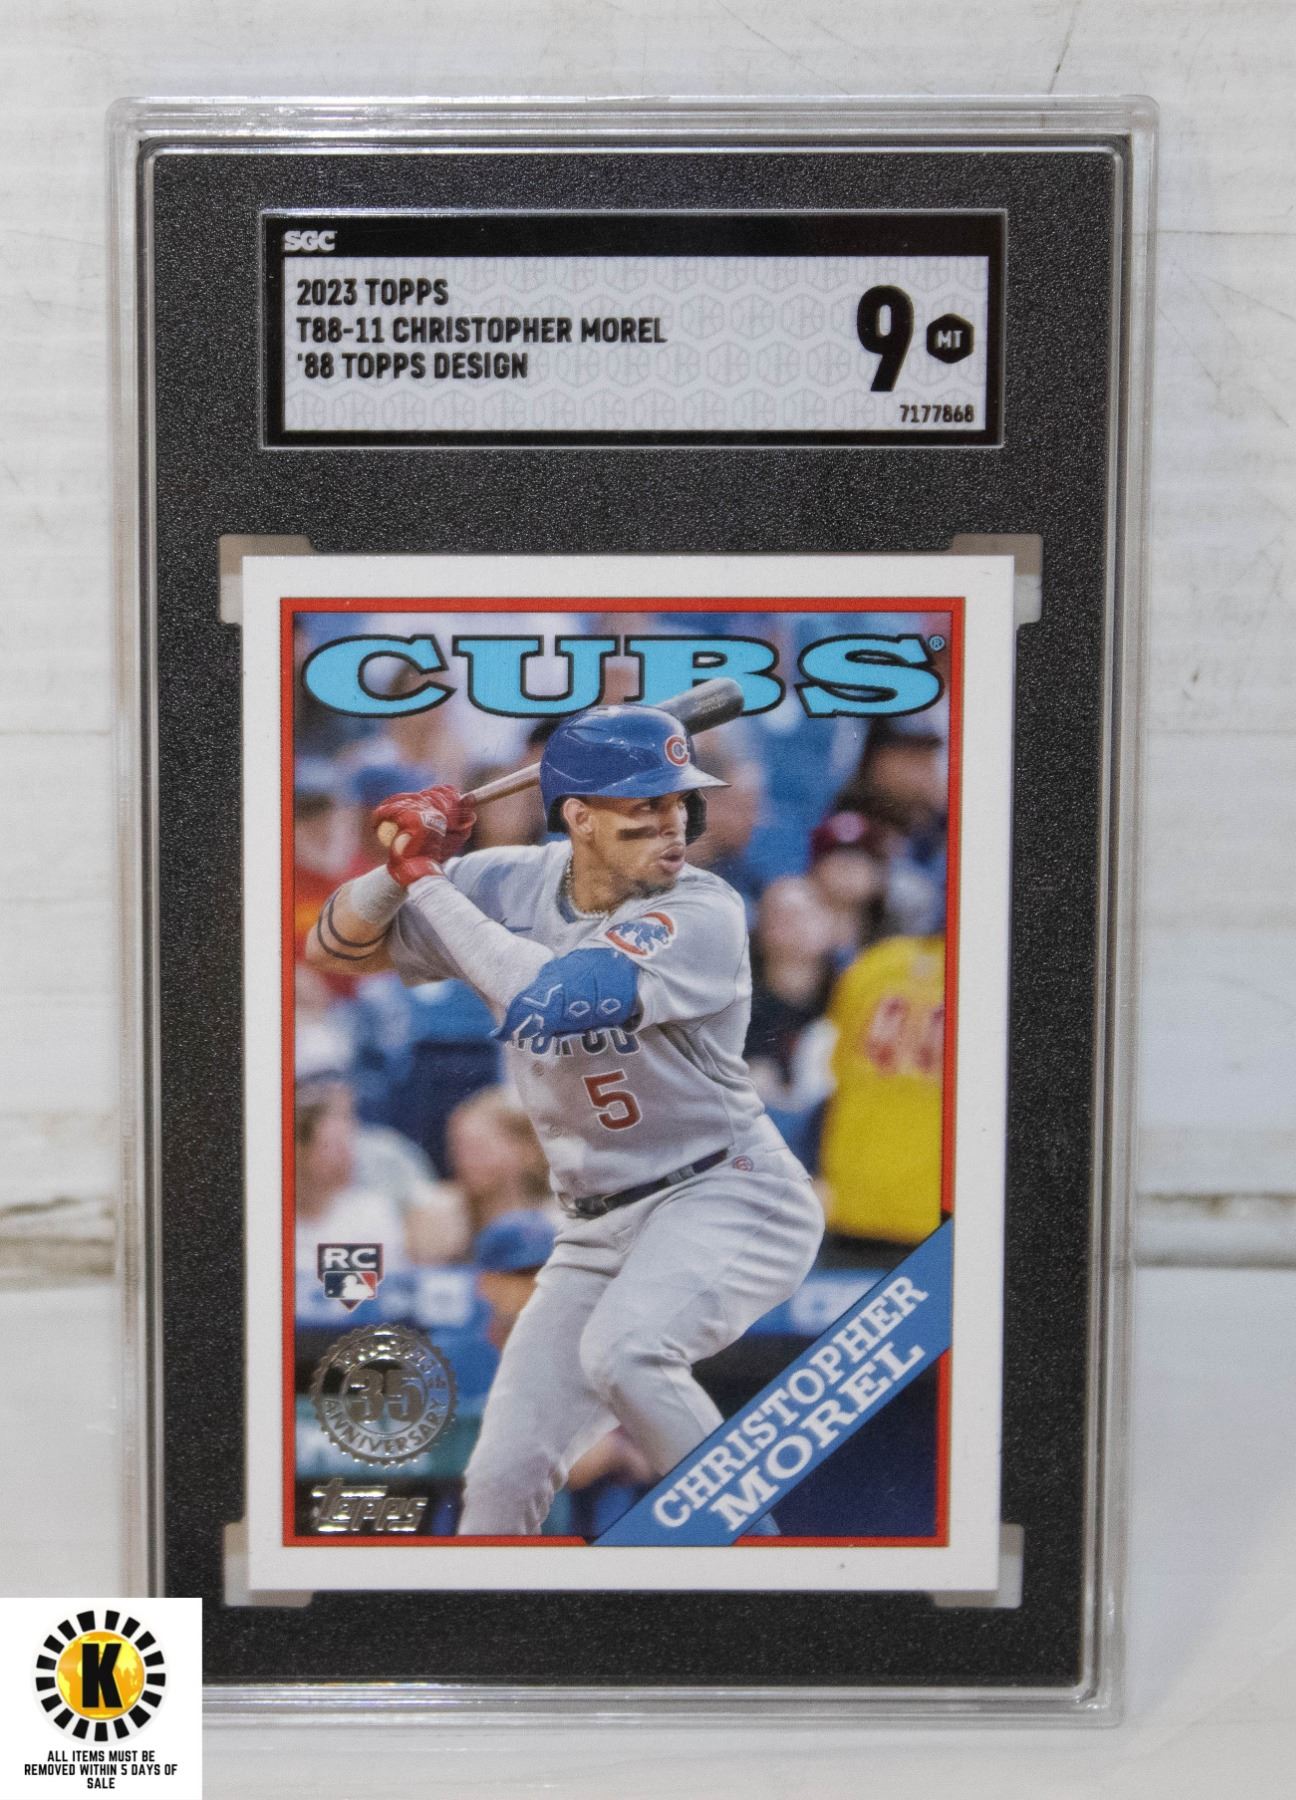 SGC
2023 TOPPS
T88-11 CHRISTOPHER MOREL
'88 TOPPS DESIGN
9 MT
7177868
CUBS®
C
5
RC
35th
ANNIVERSARY
topps
CHRISTOPHER
MOREL
K
ALL ITEMS MUST BE
REMOVED WITHIN 5 DAYS OF
SALE